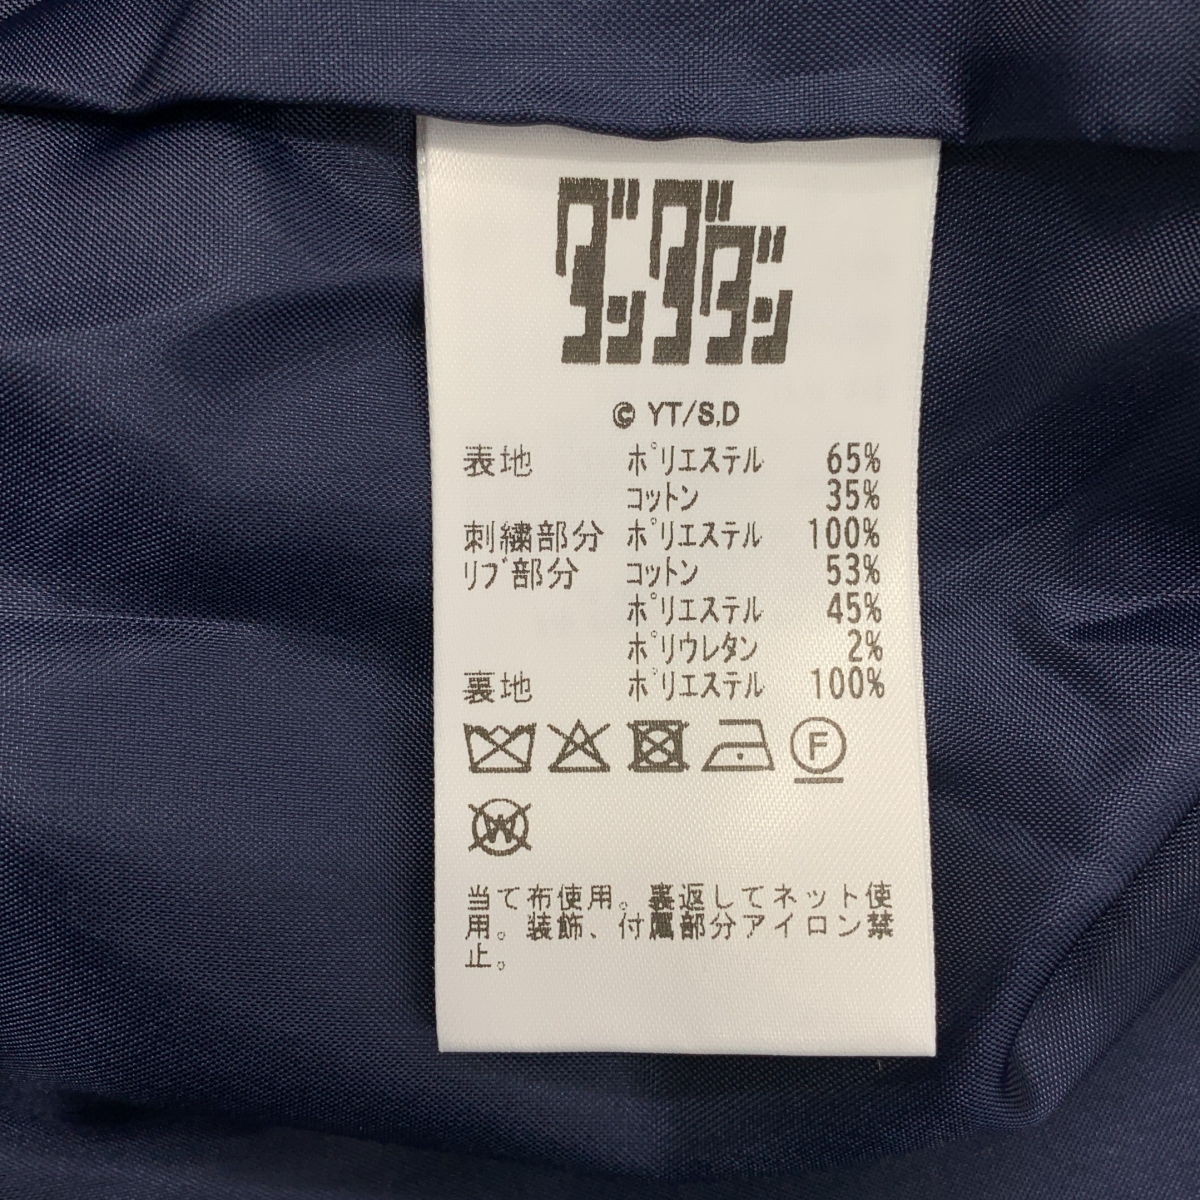 ダンダダン
© YT/S,D
表地 ポリエステル 65%
コットン 35%
刺繍部分 ポリエステル 100%
リブ部分 コットン 53%
ポリエステル 45%
ポリウレタン 2%
裏地 ポリエステル 100%
F
W
当て布使用。裏返してネット使
用。装飾、付属部分アイロン禁
止。